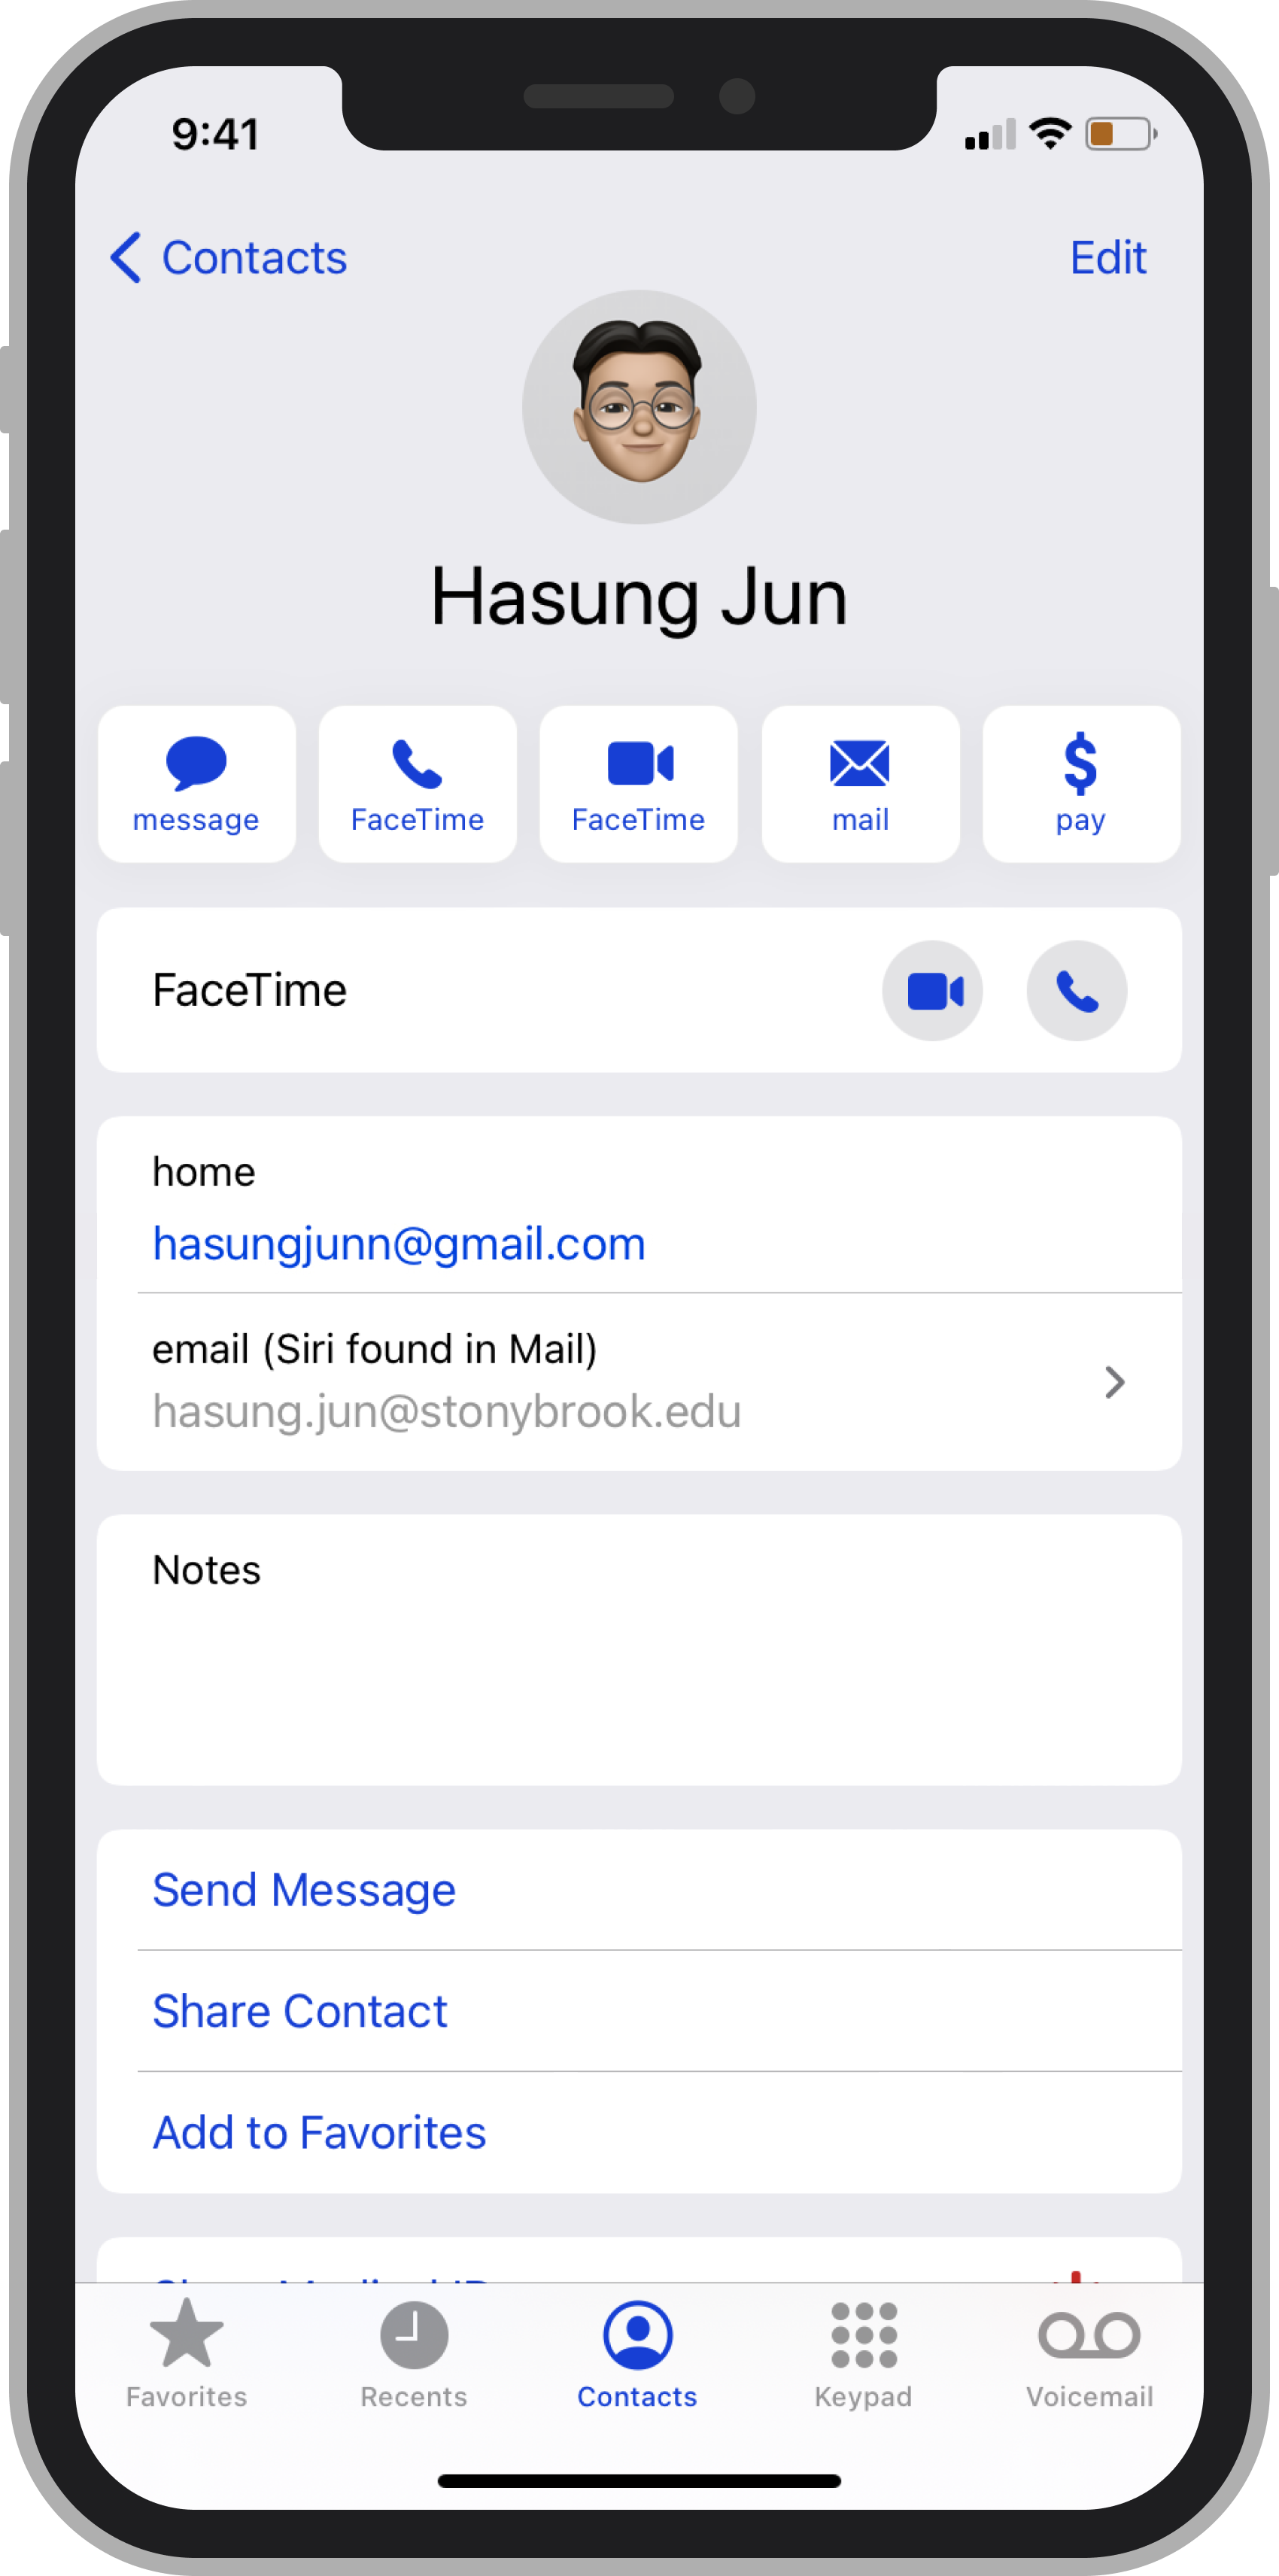 9:41
Contacts
Edit
Hasung Jun
message
FaceTime
FaceTime
mail
pay
FaceTime
home
hasungjunn@gmail.com
email (Siri found in Mail)
hasung.jun@stonybrook.edu
Notes
Send Message
Share Contact
Add to Favorites
Favorites
Recents
Contacts
Keypad
Voicemail